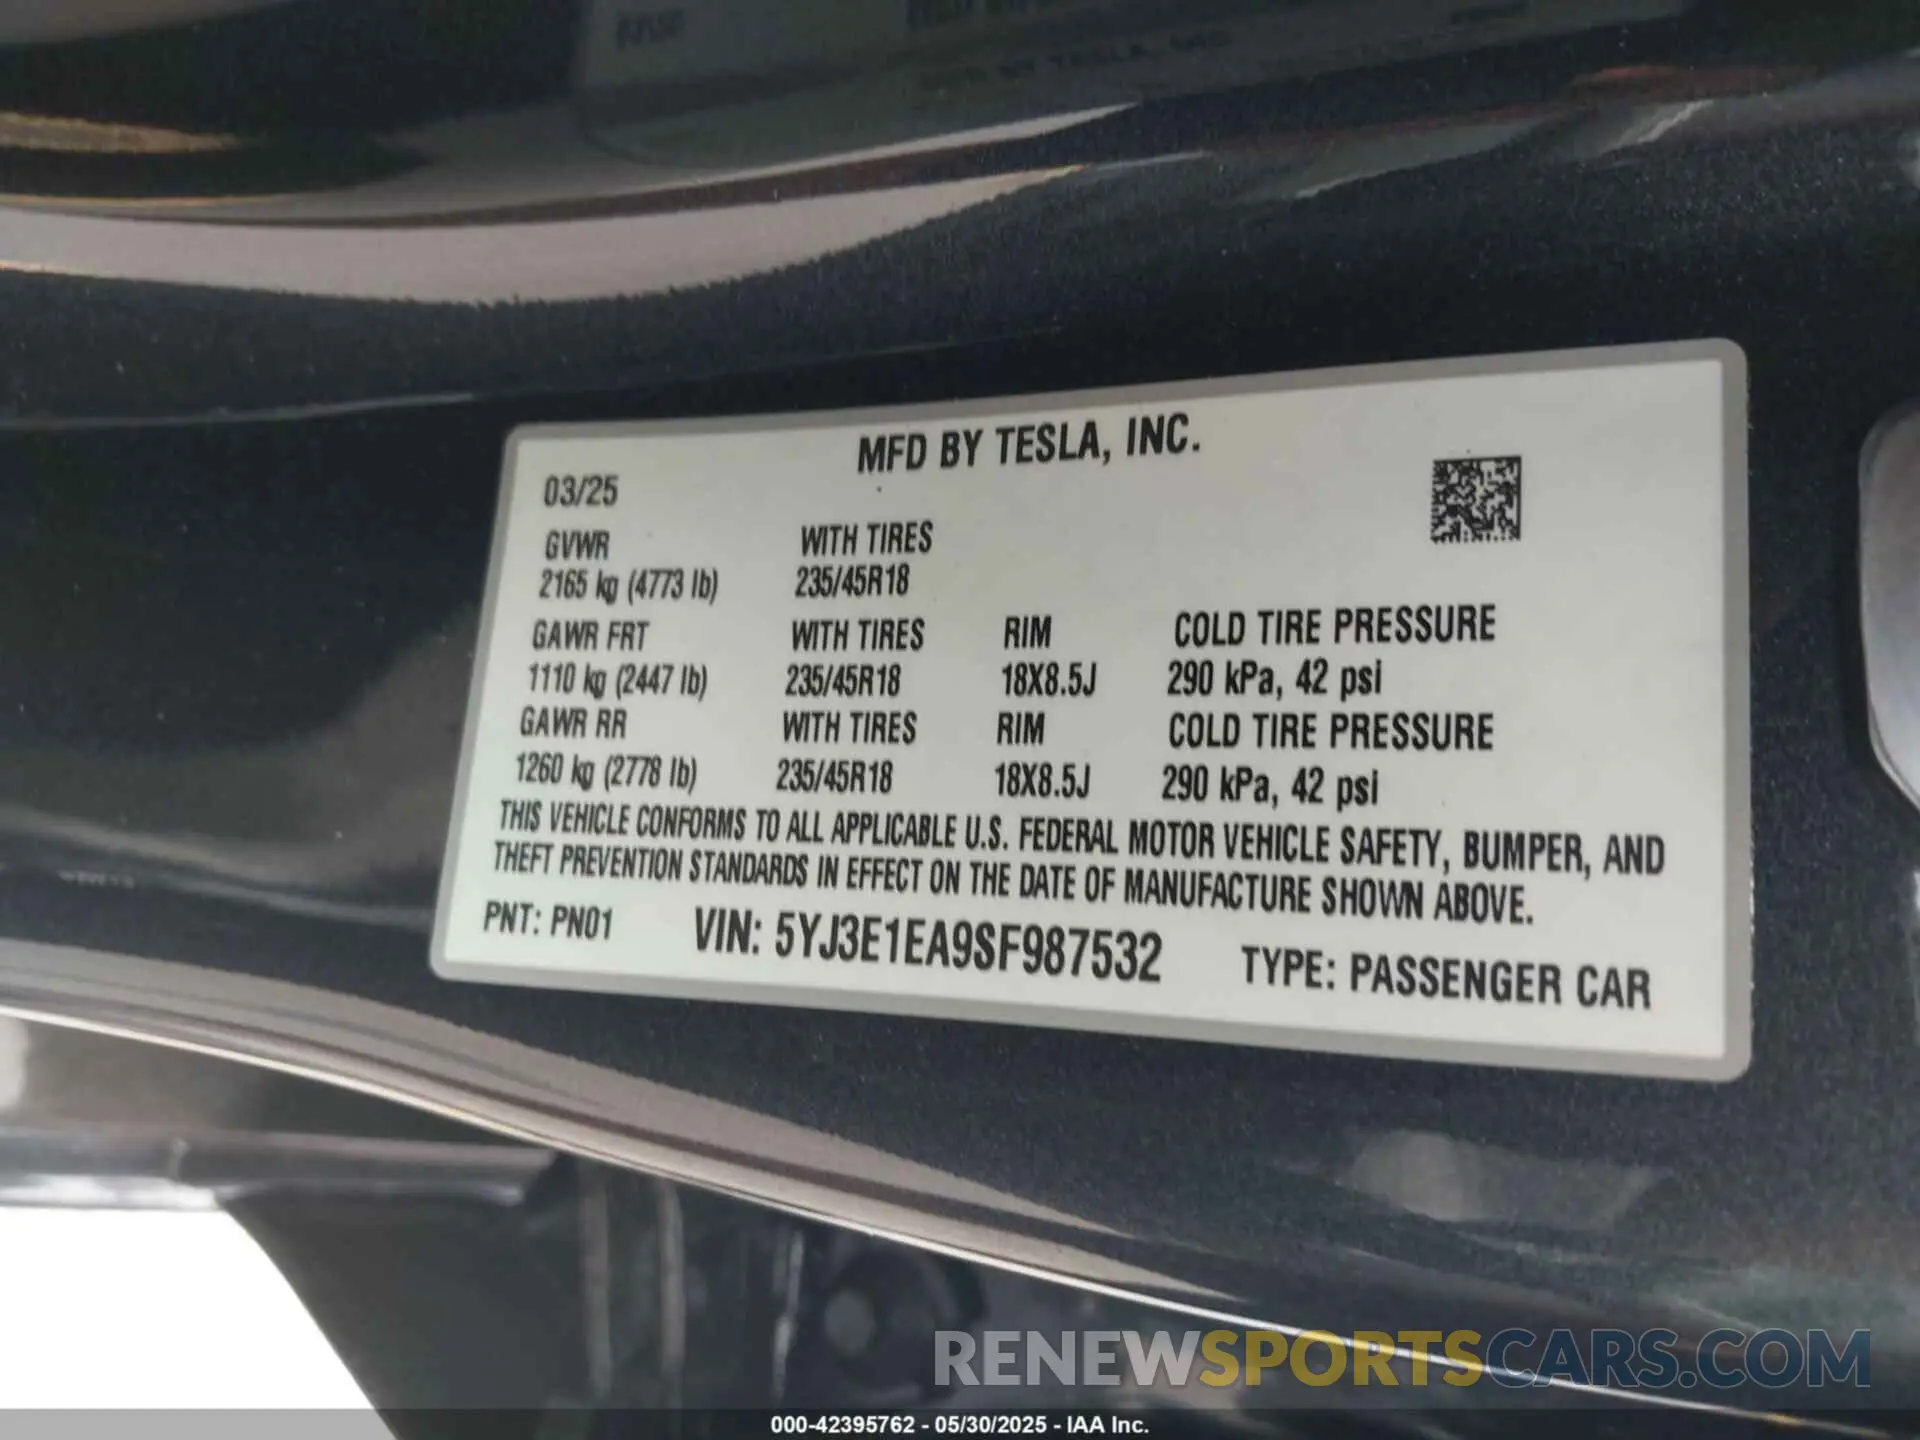 MFD BY TESLA, INC.
03/25
GVWR WITH TIRES
2165 kg (4773 lb) 235/45R18
GAWR FRT WITH TIRES RIM COLD TIRE PRESSURE
1110 kg (2447 lb) 235/45R18 18X8.5J 290 kPa, 42 psi
GAWR RR WITH TIRES RIM COLD TIRE PRESSURE
1260 kg (2778 lb) 235/45R18 18X8.5J 290 kPa, 42 psi
THIS VEHICLE CONFORMS TO ALL APPLICABLE U.S. FEDERAL MOTOR VEHICLE SAFETY, BUMPER, AND
THEFT PREVENTION STANDARDS IN EFFECT ON THE DATE OF MANUFACTURE SHOWN ABOVE.
PNT: PN01 VIN: 5YJ3E1EA9SF987532 TYPE: PASSENGER CAR
RENEWSPORTSCARS.COM
000-42395762 - 05/30/2025 - IAA Inc.